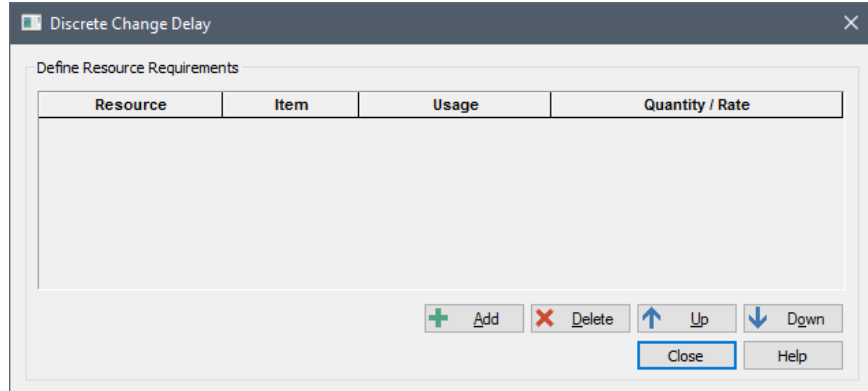 Discrete Change Delay
Define Resource Requirements
Resource Item Usage Quantity / Rate
Add Delete Up Down
Close Help